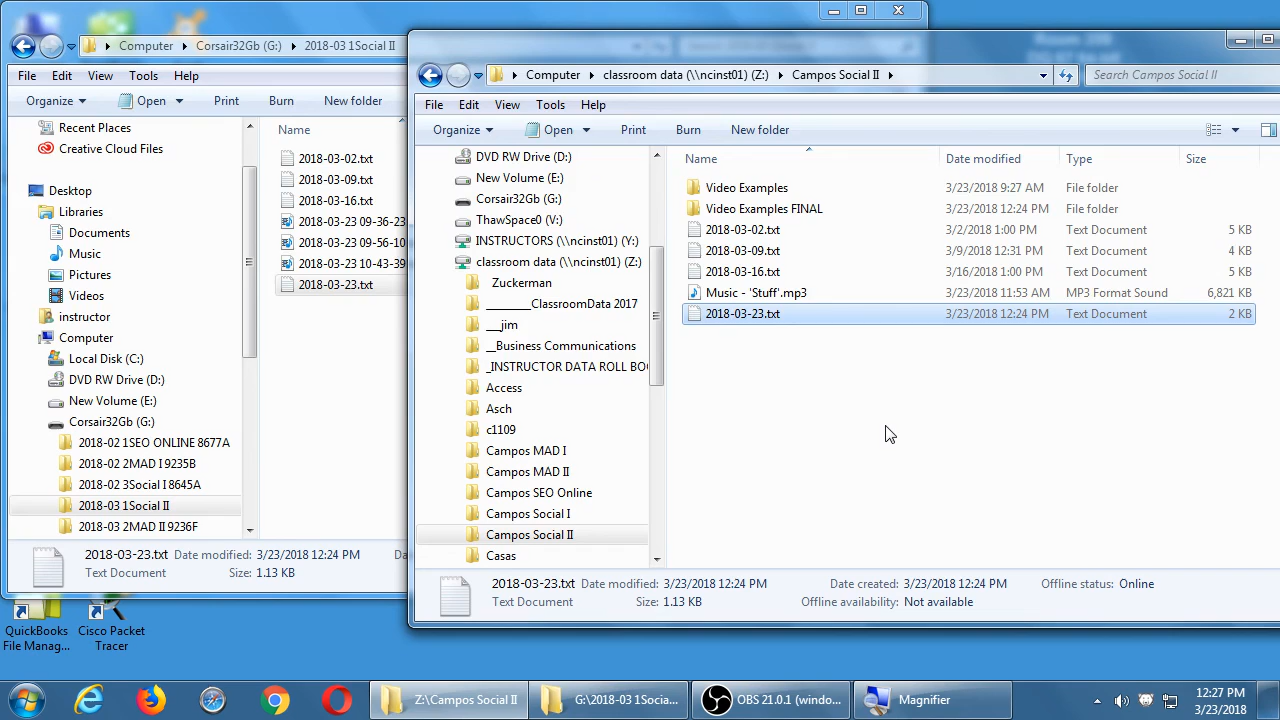 Computer
Corsair32Gb (G:)
2018-03 1Social II
File
Edit
View
Tools
Help
Organize
Open
Print
Burn
New folder
Recent Places
Creative Cloud Files
Desktop
Libraries
Documents
Music
Pictures
Videos
instructor
Computer
Local Disk (C:)
DVD RW Drive (D:)
New Volume (E:)
Corsair32Gb (G:)
2018-02 1SEO ONLINE 8677A
2018-02 2MAD I 9235B
2018-02 3Social I 8645A
2018-03 1Social II
2018-03 2MAD II 9236F
Name
2018-03-02.txt
2018-03-09.txt
2018-03-16.txt
2018-03-23 09-36-23
2018-03-23 09-56-10
2018-03-23 10-43-39
2018-03-23.txt
2018-03-23.txt Date modified: 3/23/2018 12:24 PM
Text Document Size: 1.13 KB
Computer
classroom data (\\ncinst01) (Z:)
Campos Social II
Search Campos Social II
File
Edit
View
Tools
Help
Organize
Open
Print
Burn
New folder
DVD RW Drive (D:)
New Volume (E:)
Corsair32Gb (G:)
ThawSpace0 (V:)
INSTRUCTORS (\\ncinst01) (Y:)
classroom data (\\ncinst01) (Z:)
Zuckerman
_______ClassroomData 2017
___jim
__Business Communications
_INSTRUCTOR DATA ROLL BO
Access
Asch
c1109
Campos MAD I
Campos MAD II
Campos SEO Online
Campos Social I
Campos Social II
Casas
Name Date modified Type Size
Video Examples 3/23/2018 9:27 AM File folder
Video Examples FINAL 3/23/2018 12:24 PM File folder
2018-03-02.txt 3/2/2018 1:00 PM Text Document 5 KB
2018-03-09.txt 3/9/2018 12:31 PM Text Document 4 KB
2018-03-16.txt 3/16/2018 1:00 PM Text Document 5 KB
Music - 'Stuff'.mp3 3/23/2018 11:53 AM MP3 Format Sound 6,821 KB
2018-03-23.txt 3/23/2018 12:24 PM Text Document 2 KB
2018-03-23.txt Date modified: 3/23/2018 12:24 PM Date created: 3/23/2018 12:24 PM Offline status: Online
Text Document Size: 1.13 KB Offline availability: Not available
QuickBooks
File Manag...
Cisco Packet
Tracer
Z:\Campos Social II
G:\2018-03 1Socia...
OBS 21.0.1 (windo...
Magnifier
12:27 PM
3/23/2018